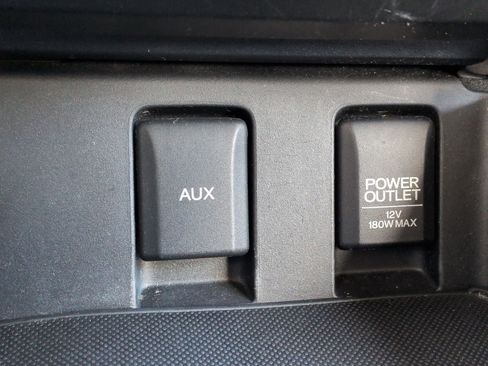 AUX
POWER
OUTLET
12V
180W MAX